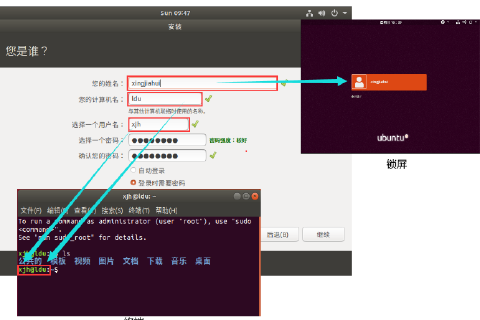 Sun 09:47
安装
您是谁？
您的姓名： xingjiahui
您的计算机名： ldu
与其他计算机联络时使用的名称。
选择一个用户名： xjh
选择一个密码： ●●●●●●●● 密码强度：较好
确认您的密码： ●●●●●●●●
自动登录
登录时需要密码
后退(B) 继续
xingjiahui
ubuntu
锁屏
xjh@ldu: ~
文件(F) 编辑(E) 查看(V) 搜索(S) 终端(T) 帮助(H)
To run a command as administrator (user "root"), use "sudo
<command>".
See "man sudo_root" for details.
xjh@ldu:~$ ls
公共的 模板 视频 图片 文档 下载 音乐 桌面
xjh@ldu:~$
终端